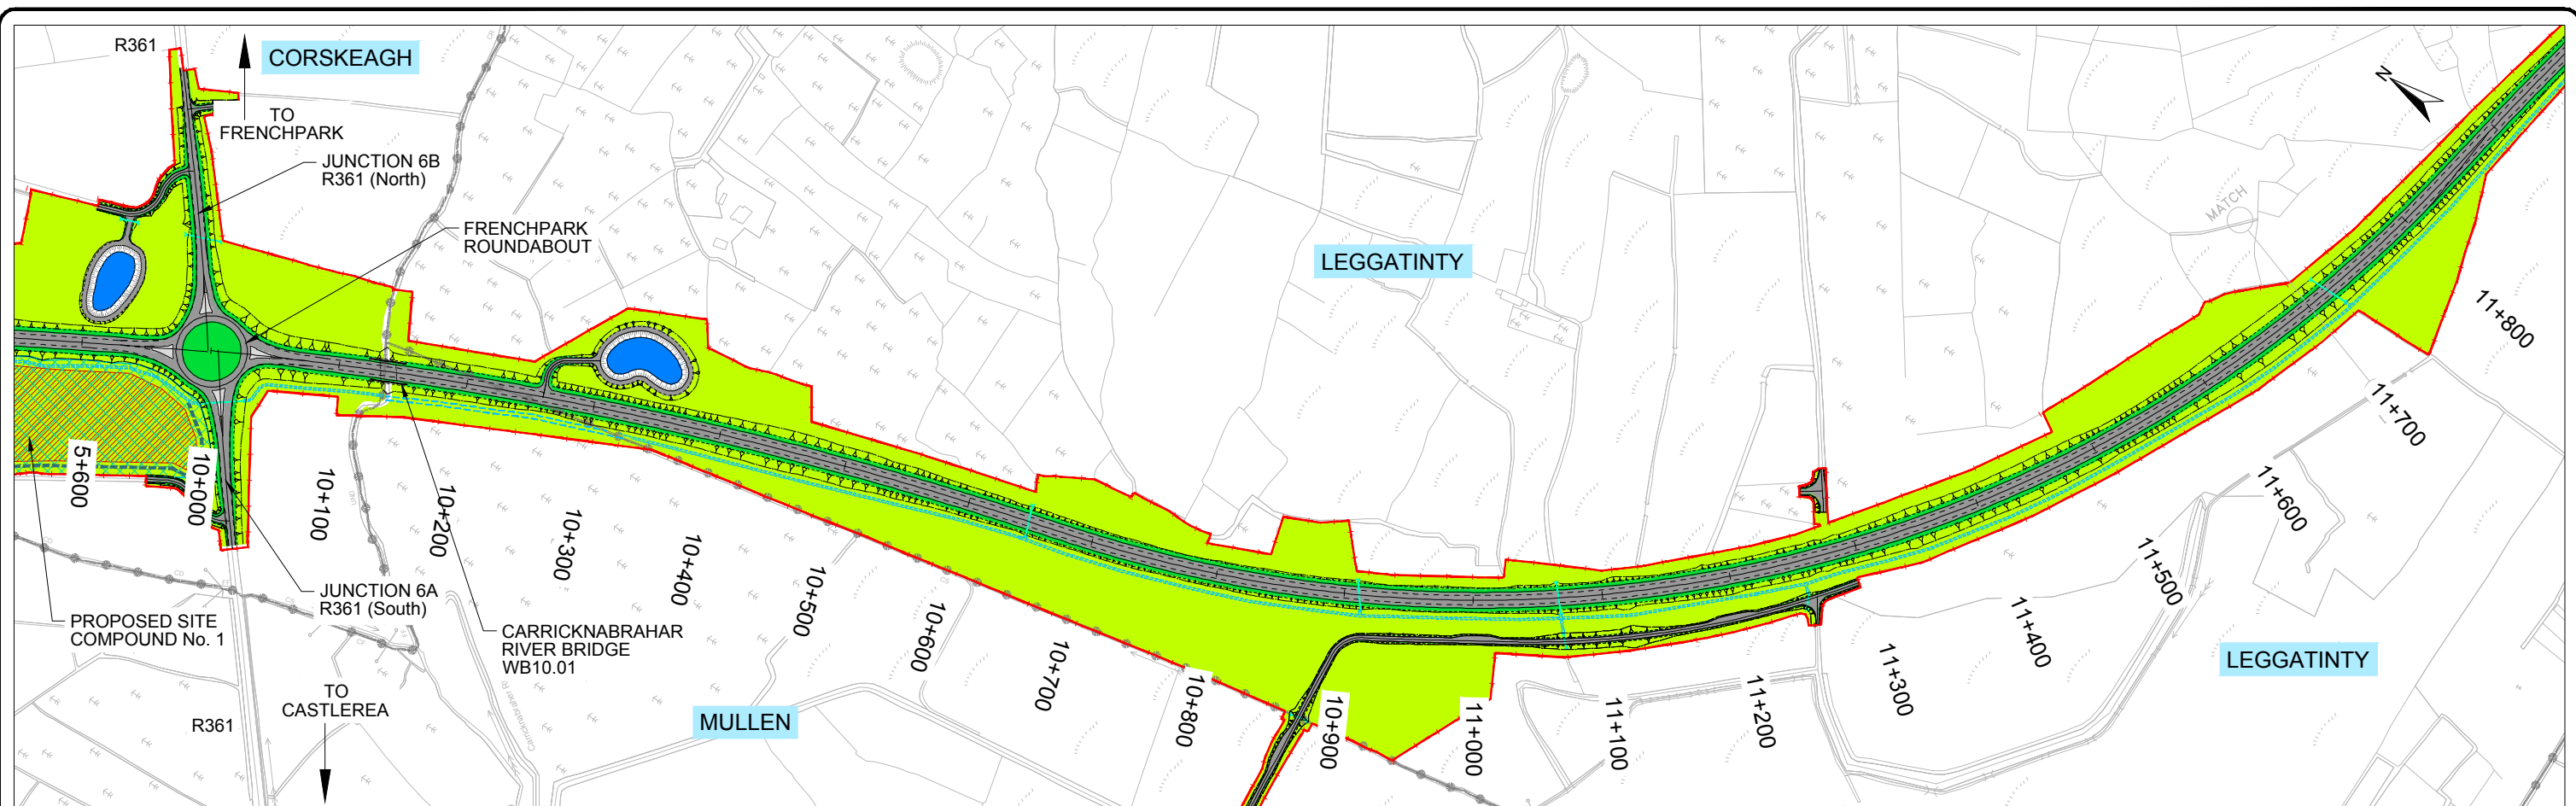 R361
CORSKEAGH
TO
FRENCHPARK
JUNCTION 6B
R361 (North)
FRENCHPARK
ROUNDABOUT
LEGGATINTY
N
MATCH
5+600
10+000
10+100
10+200
10+300
10+400
10+500
10+600
10+700
10+800
10+900
11+000
11+100
11+200
11+300
11+400
11+500
11+600
11+700
11+800
PROPOSED SITE
COMPOUND No. 1
JUNCTION 6A
R361 (South)
CARRICKNABRAHAR
RIVER BRIDGE
WB10.01
TO
CASTLEREA
R361
MULLEN
LEGGATINTY